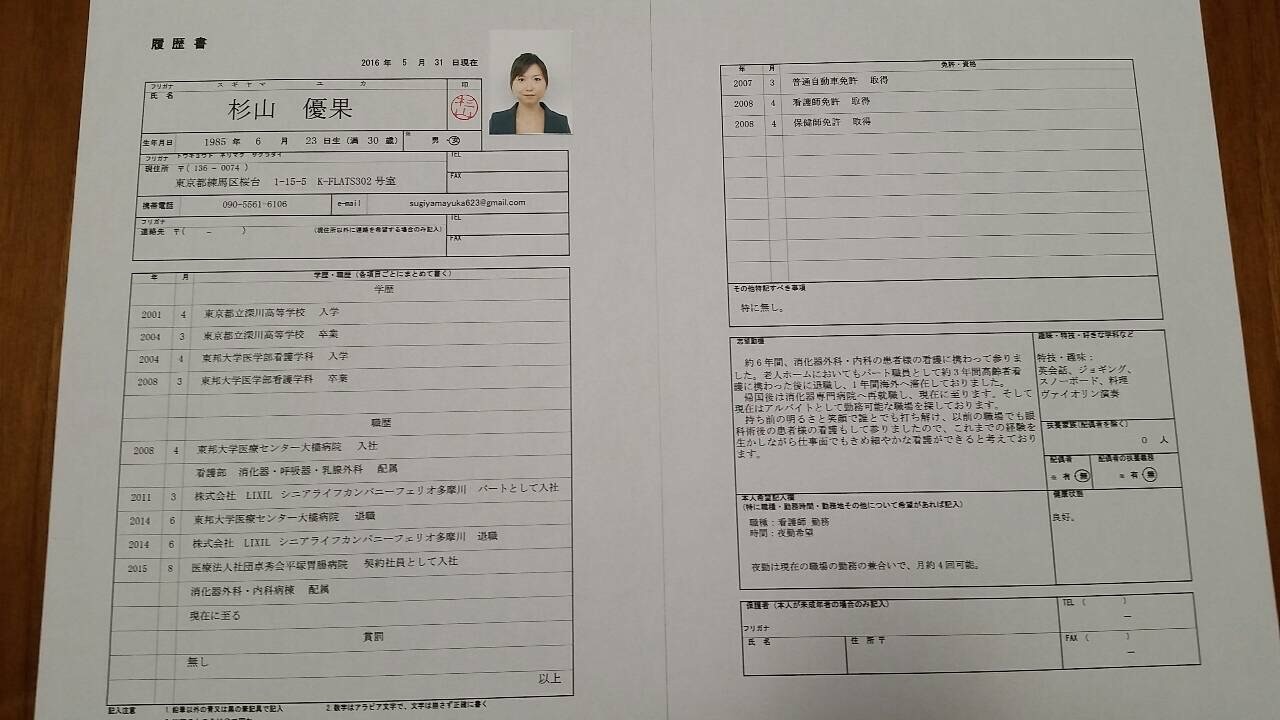 履 歴 書
2016 年 5 月 31 日現在
フリガナ スギヤマ ユ カ
氏 名 杉山 優果
印
生年月日 1985 年 6 月 23 日生(満 30 歳) 男・女
フリガナ トウキョウト ネリマク サクラダイ
現住所 〒( 136 - 0074 )
東京都練馬区桜台 1-15-5 K-FLATS302 号室
TEL
FAX
携帯電話 090-5561-6106 e-mail sugiyamayuka623@gmail.com
フリガナ
連絡先 〒( - ) (現住所以外に連絡を希望する場合のみ記入)
TEL
FAX
年 月 学歴・職歴(各項目ごとにまとめて書く)
学歴
2001 4 東京都立深川高等学校 入学
2004 3 東京都立深川高等学校 卒業
2004 4 東邦大学医学部看護学科 入学
2008 3 東邦大学医学部看護学科 卒業
職歴
2008 4 東邦大学医療センター大橋病院 入社
看護部 消化器・呼吸器・乳腺外科 配属
2011 3 株式会社 LIXIL シニアライフカンパニーフェリオ多摩川 パートとして入社
2014 6 東邦大学医療センター大橋病院 退職
2014 6 株式会社 LIXIL シニアライフカンパニーフェリオ多摩川 退職
2015 8 医療法人社団卓秀会平塚胃腸病院 契約社員として入社
消化器外科・内科病棟 配属
現在に至る
賞罰
無し
以上
記入注意 1.鉛筆以外の青又は黒の筆記具で記入 2.数字はアラビア文字で、文字は崩さず正確に書く
年 月 免許・資格
2007 3 普通自動車免許 取得
2008 4 看護師免許 取得
2008 4 保健師免許 取得
その他特記すべき事項
特に無し。
志望動機
約6年間、消化器外科・内科の患者様の看護に携わって参りま
した。老人ホームにおいてもパート職員として約3年間高齢者看
護に携わった後に退職し、1年間海外へ滞在しておりました。
帰国後は消化器専門病院へ再就職し、現在に至ります。そして
現在はアルバイトとして勤務可能な職場を探しております。
持ち前の明るさと笑顔で誰とでも打ち解け、以前の職場でも眼
科術後の患者様の看護もして参りましたので、これまでの経験を
生かしながら仕事面でもきめ細やかな看護ができると考えており
ます。
趣味・特技・好きな学科など
特技・趣味:
英会話、ジョギング、
スノーボード、料理
ヴァイオリン演奏
扶養家族(配偶者を除く)
0 人
配偶者 配偶者の扶養義務
※ 有・無 ※ 有・無
本人希望記入欄
(特に職種・勤務時間・勤務地その他について希望があれば記入)
職種:看護師 勤務
時間:夜勤希望
夜勤は現在の職場の勤務の兼合いで、月約4回可能。
健康状態
良好。
保護者(本人が未成年者の場合のみ記入)
フリガナ
氏 名 住 所 〒
TEL ( )
―
FAX ( )
―